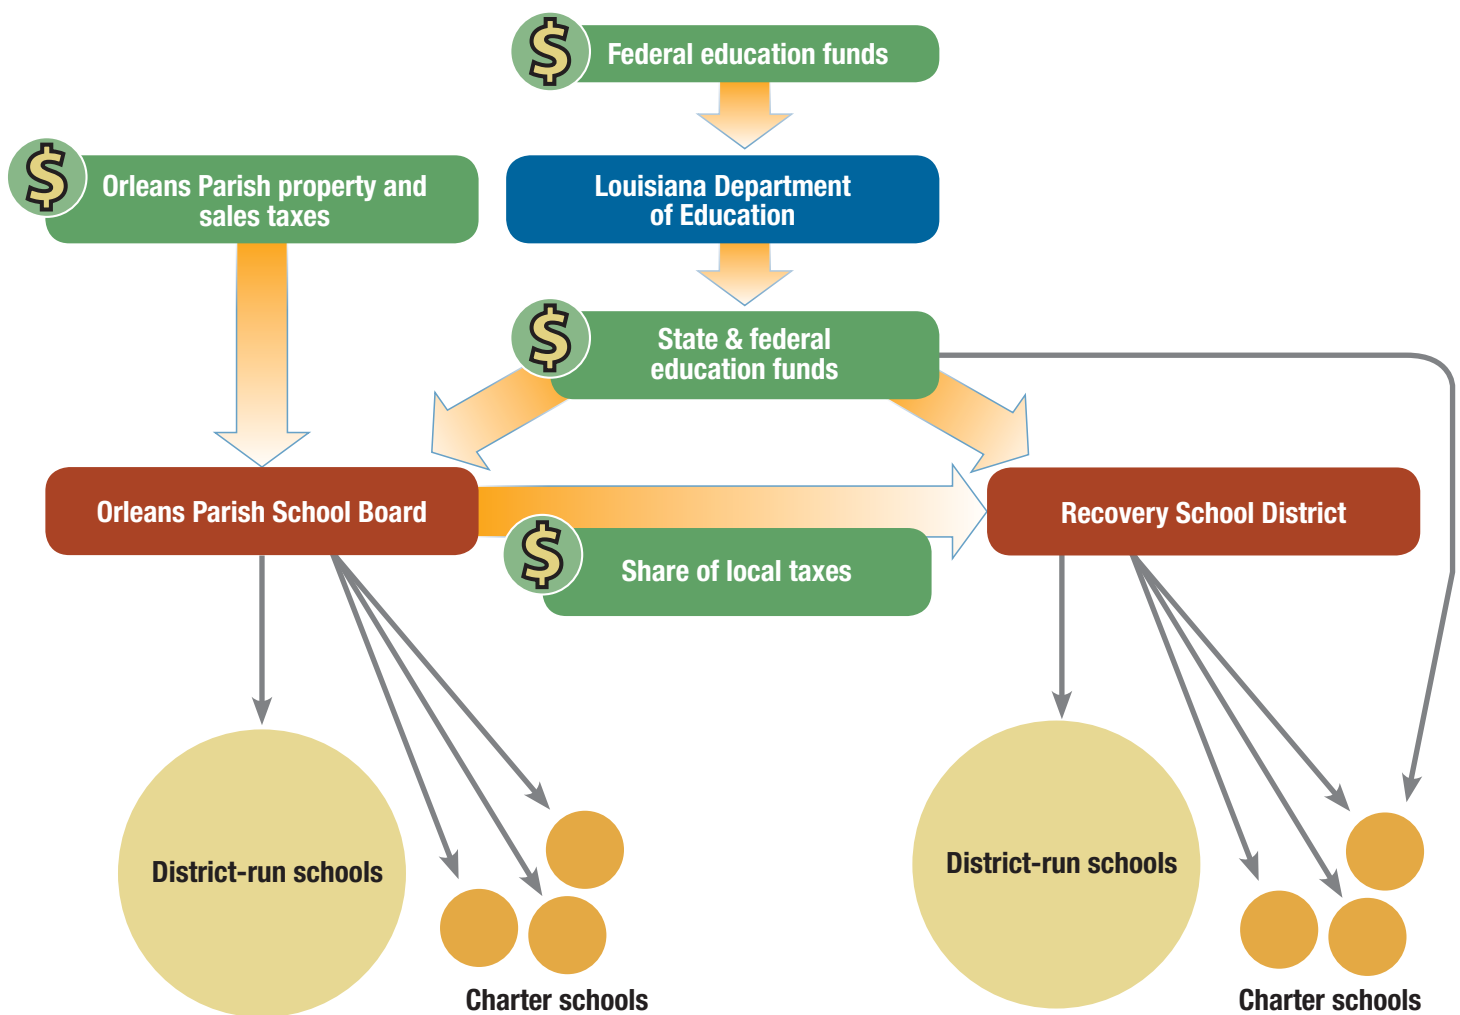 $
Federal education funds
$
Orleans Parish property and
sales taxes
Louisiana Department
of Education
$
State & federal
education funds
Orleans Parish School Board
Recovery School District
$
Share of local taxes
District-run schools
District-run schools
Charter schools
Charter schools